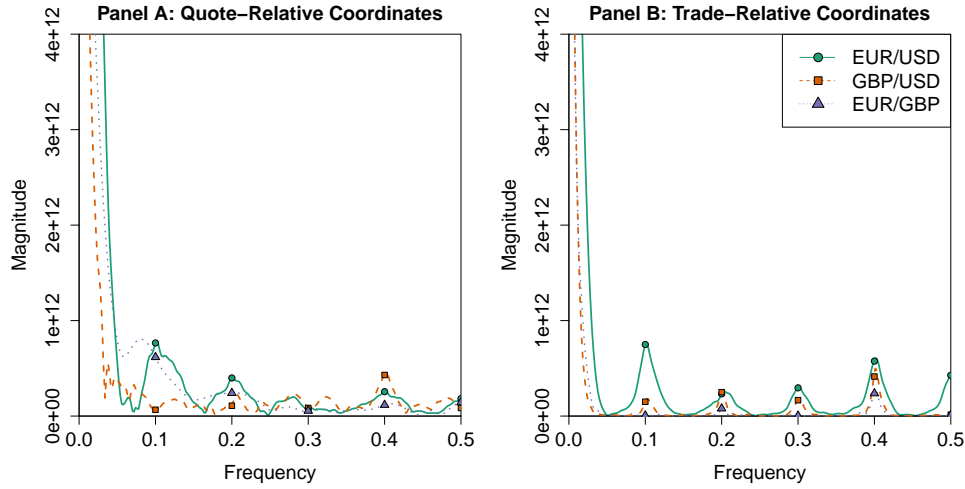 Panel A: Quote−Relative Coordinates
Magnitude
4e+12
3e+12
2e+12
1e+12
0e+00
0.0 0.1 0.2 0.3 0.4 0.5
Frequency
Panel B: Trade−Relative Coordinates
Magnitude
4e+12
3e+12
2e+12
1e+12
0e+00
EUR/USD
GBP/USD
EUR/GBP
0.0 0.1 0.2 0.3 0.4 0.5
Frequency